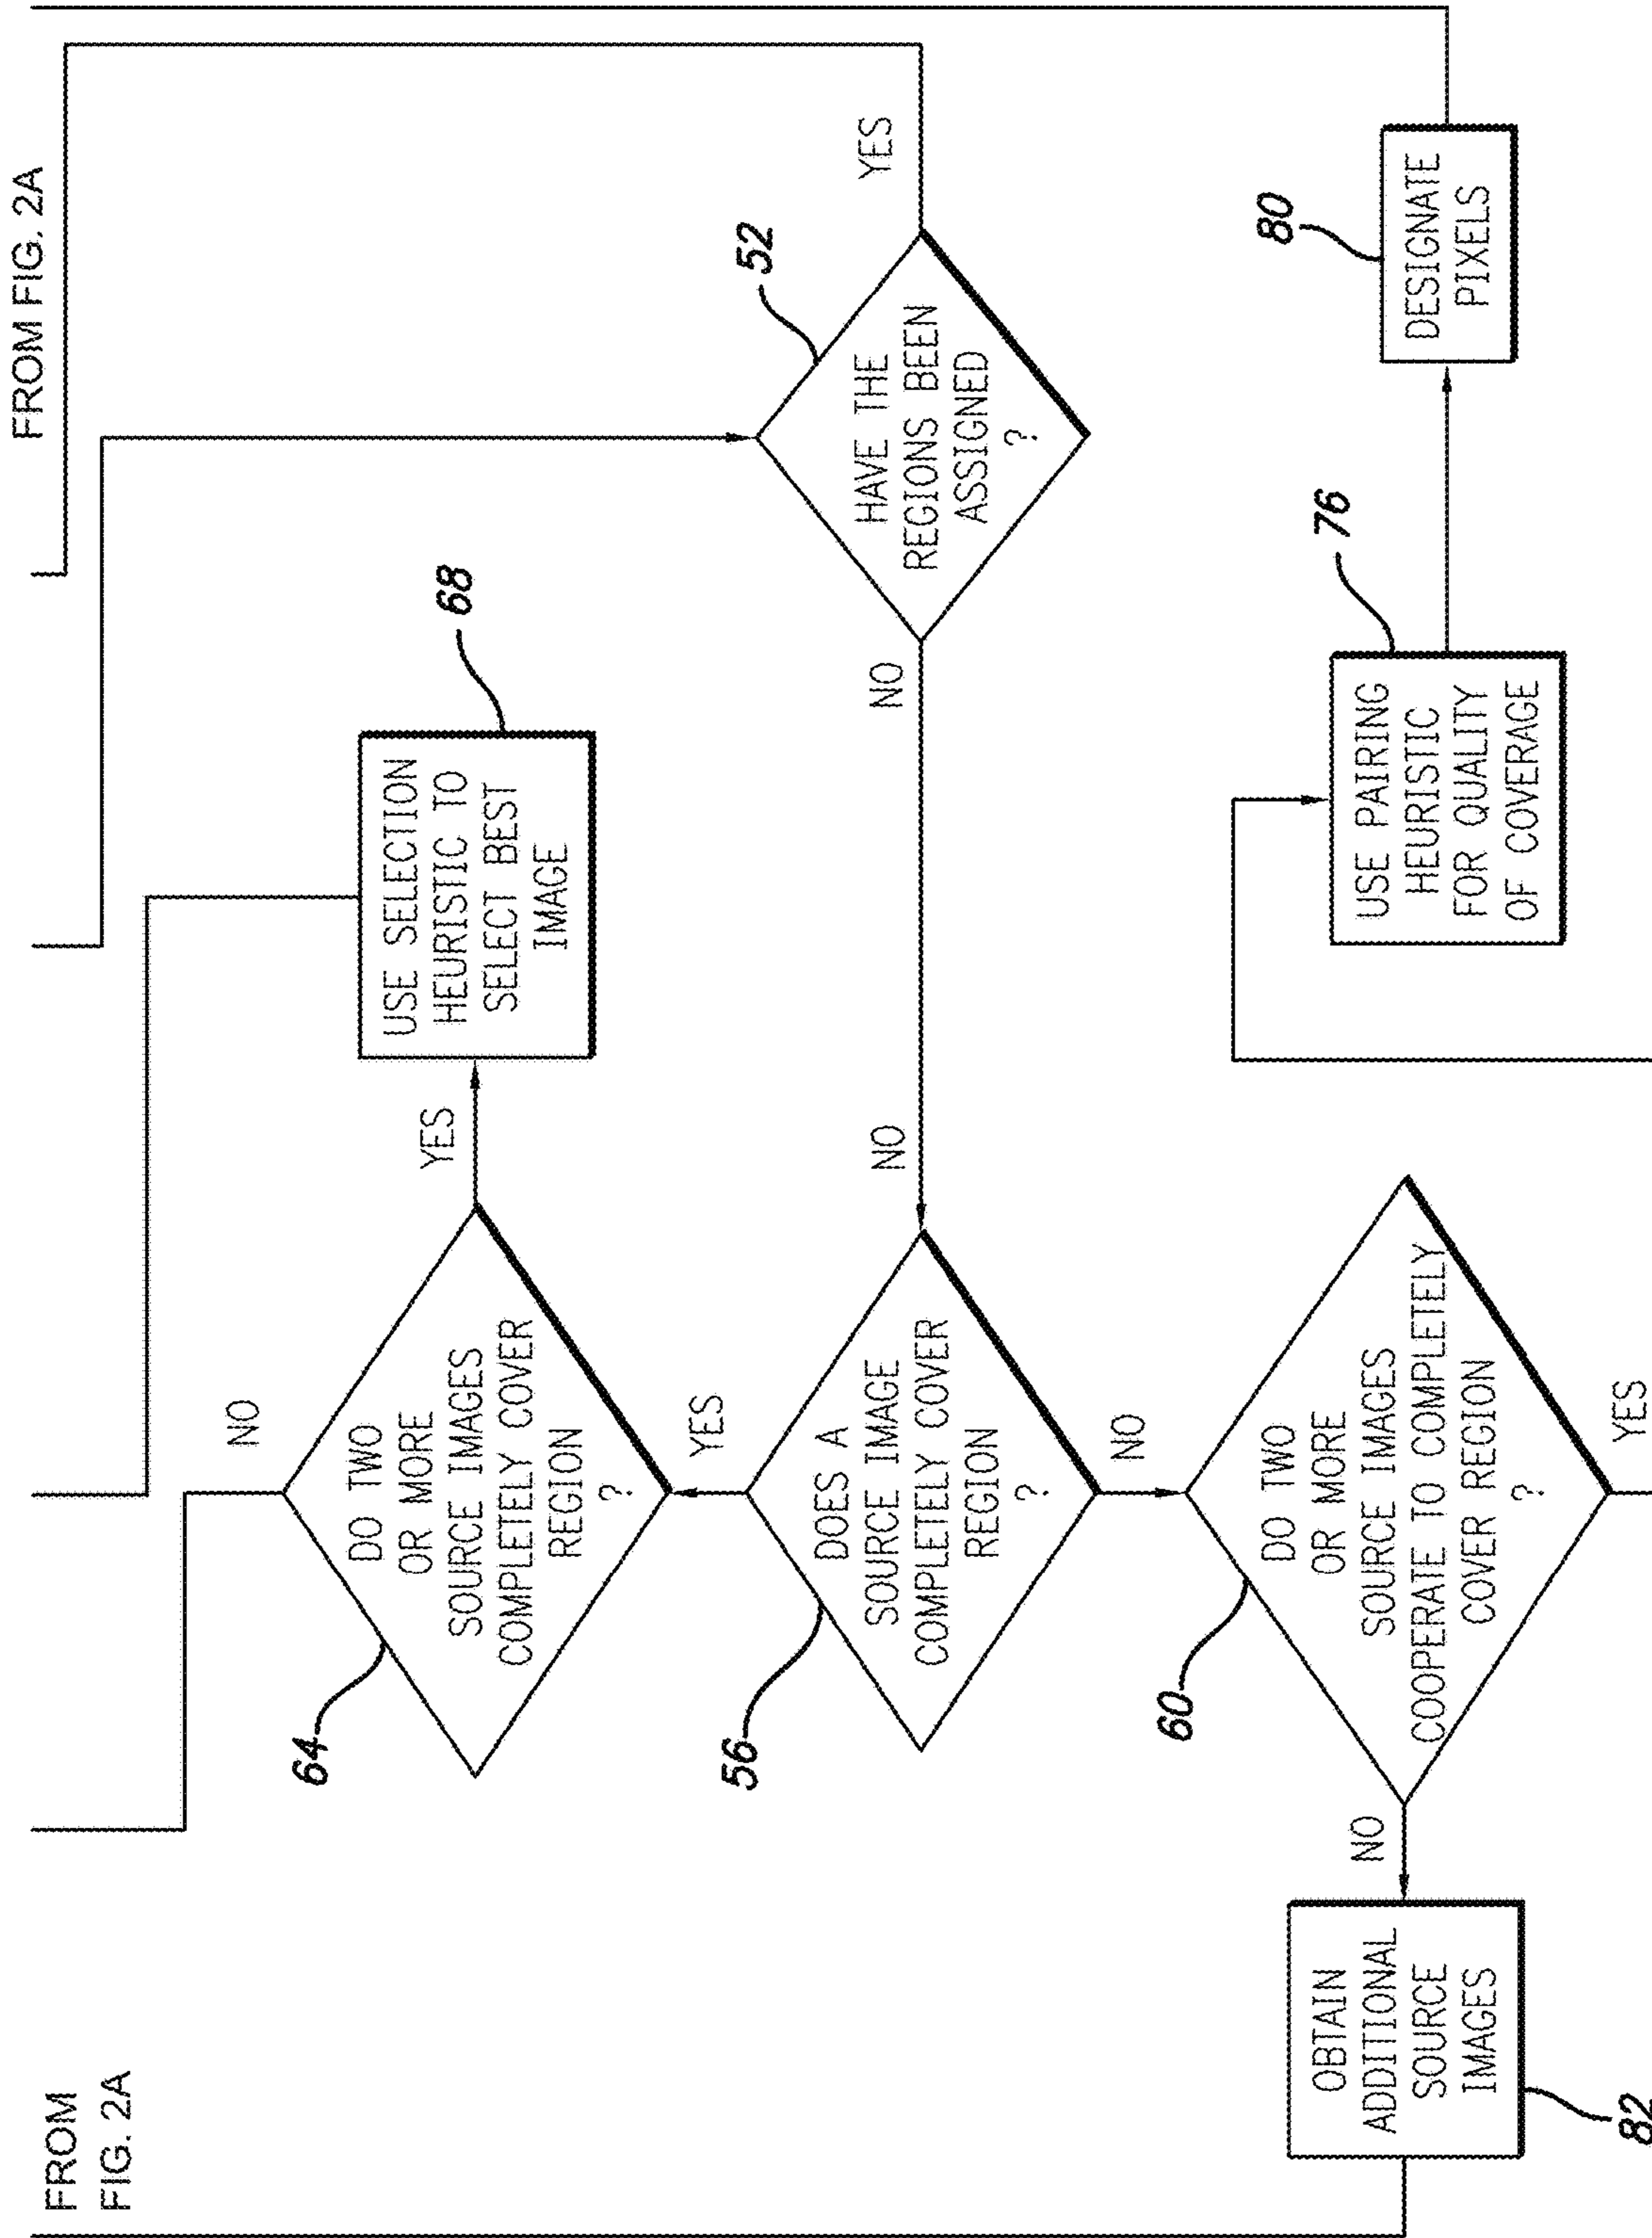 FROM
FIG. 2A
FROM FIG. 2A
64
DO TWO
OR MORE
SOURCE IMAGES
COMPLETELY COVER
REGION
?
NO
YES
USE SELECTION
HEURISTIC TO
SELECT BEST
IMAGE
68
56
DOES A
SOURCE IMAGE
COMPLETELY COVER
REGION
?
YES
NO
NO
NO
HAVE THE
REGIONS BEEN
ASSIGNED
?
52
YES
OBTAIN
ADDITIONAL
SOURCE
IMAGES
82
NO
60
DO TWO
OR MORE
SOURCE IMAGES
COOPERATE TO COMPLETELY
COVER REGION
?
YES
USE PAIRING
HEURISTIC
FOR QUALITY
OF COVERAGE
76
DESIGNATE
PIXELS
80